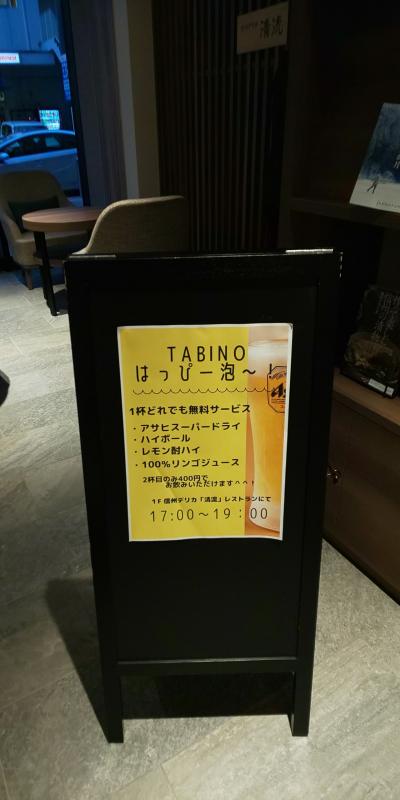 清流
TABINO
はっぴー泡～！
1杯どれでも無料サービス
・アサヒスーパードライ
・ハイボール
・レモン酎ハイ
・100%リンゴジュース
2杯目のみ400円で
お飲みいただけます^ ^！
1F 信州デリカ「清流」レストランにて
17:00～19:00